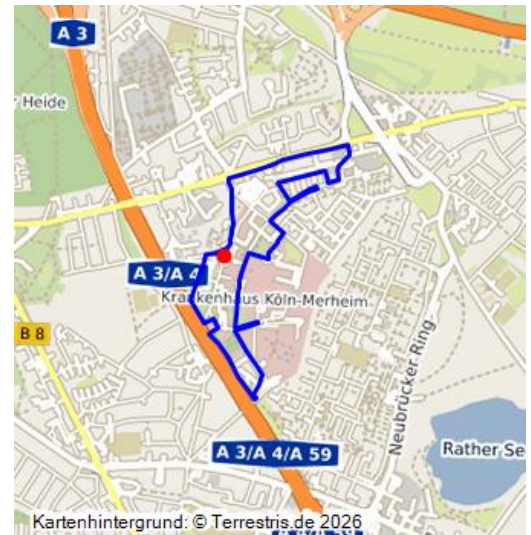 A 3
r Heide
A 3/A 4
Krankenhaus Köln-Merheim
B 8
Neubrücker Ring
A 3/A 4/A 59
Rather See
Kartenhintergrund: © Terrestris.de 2026